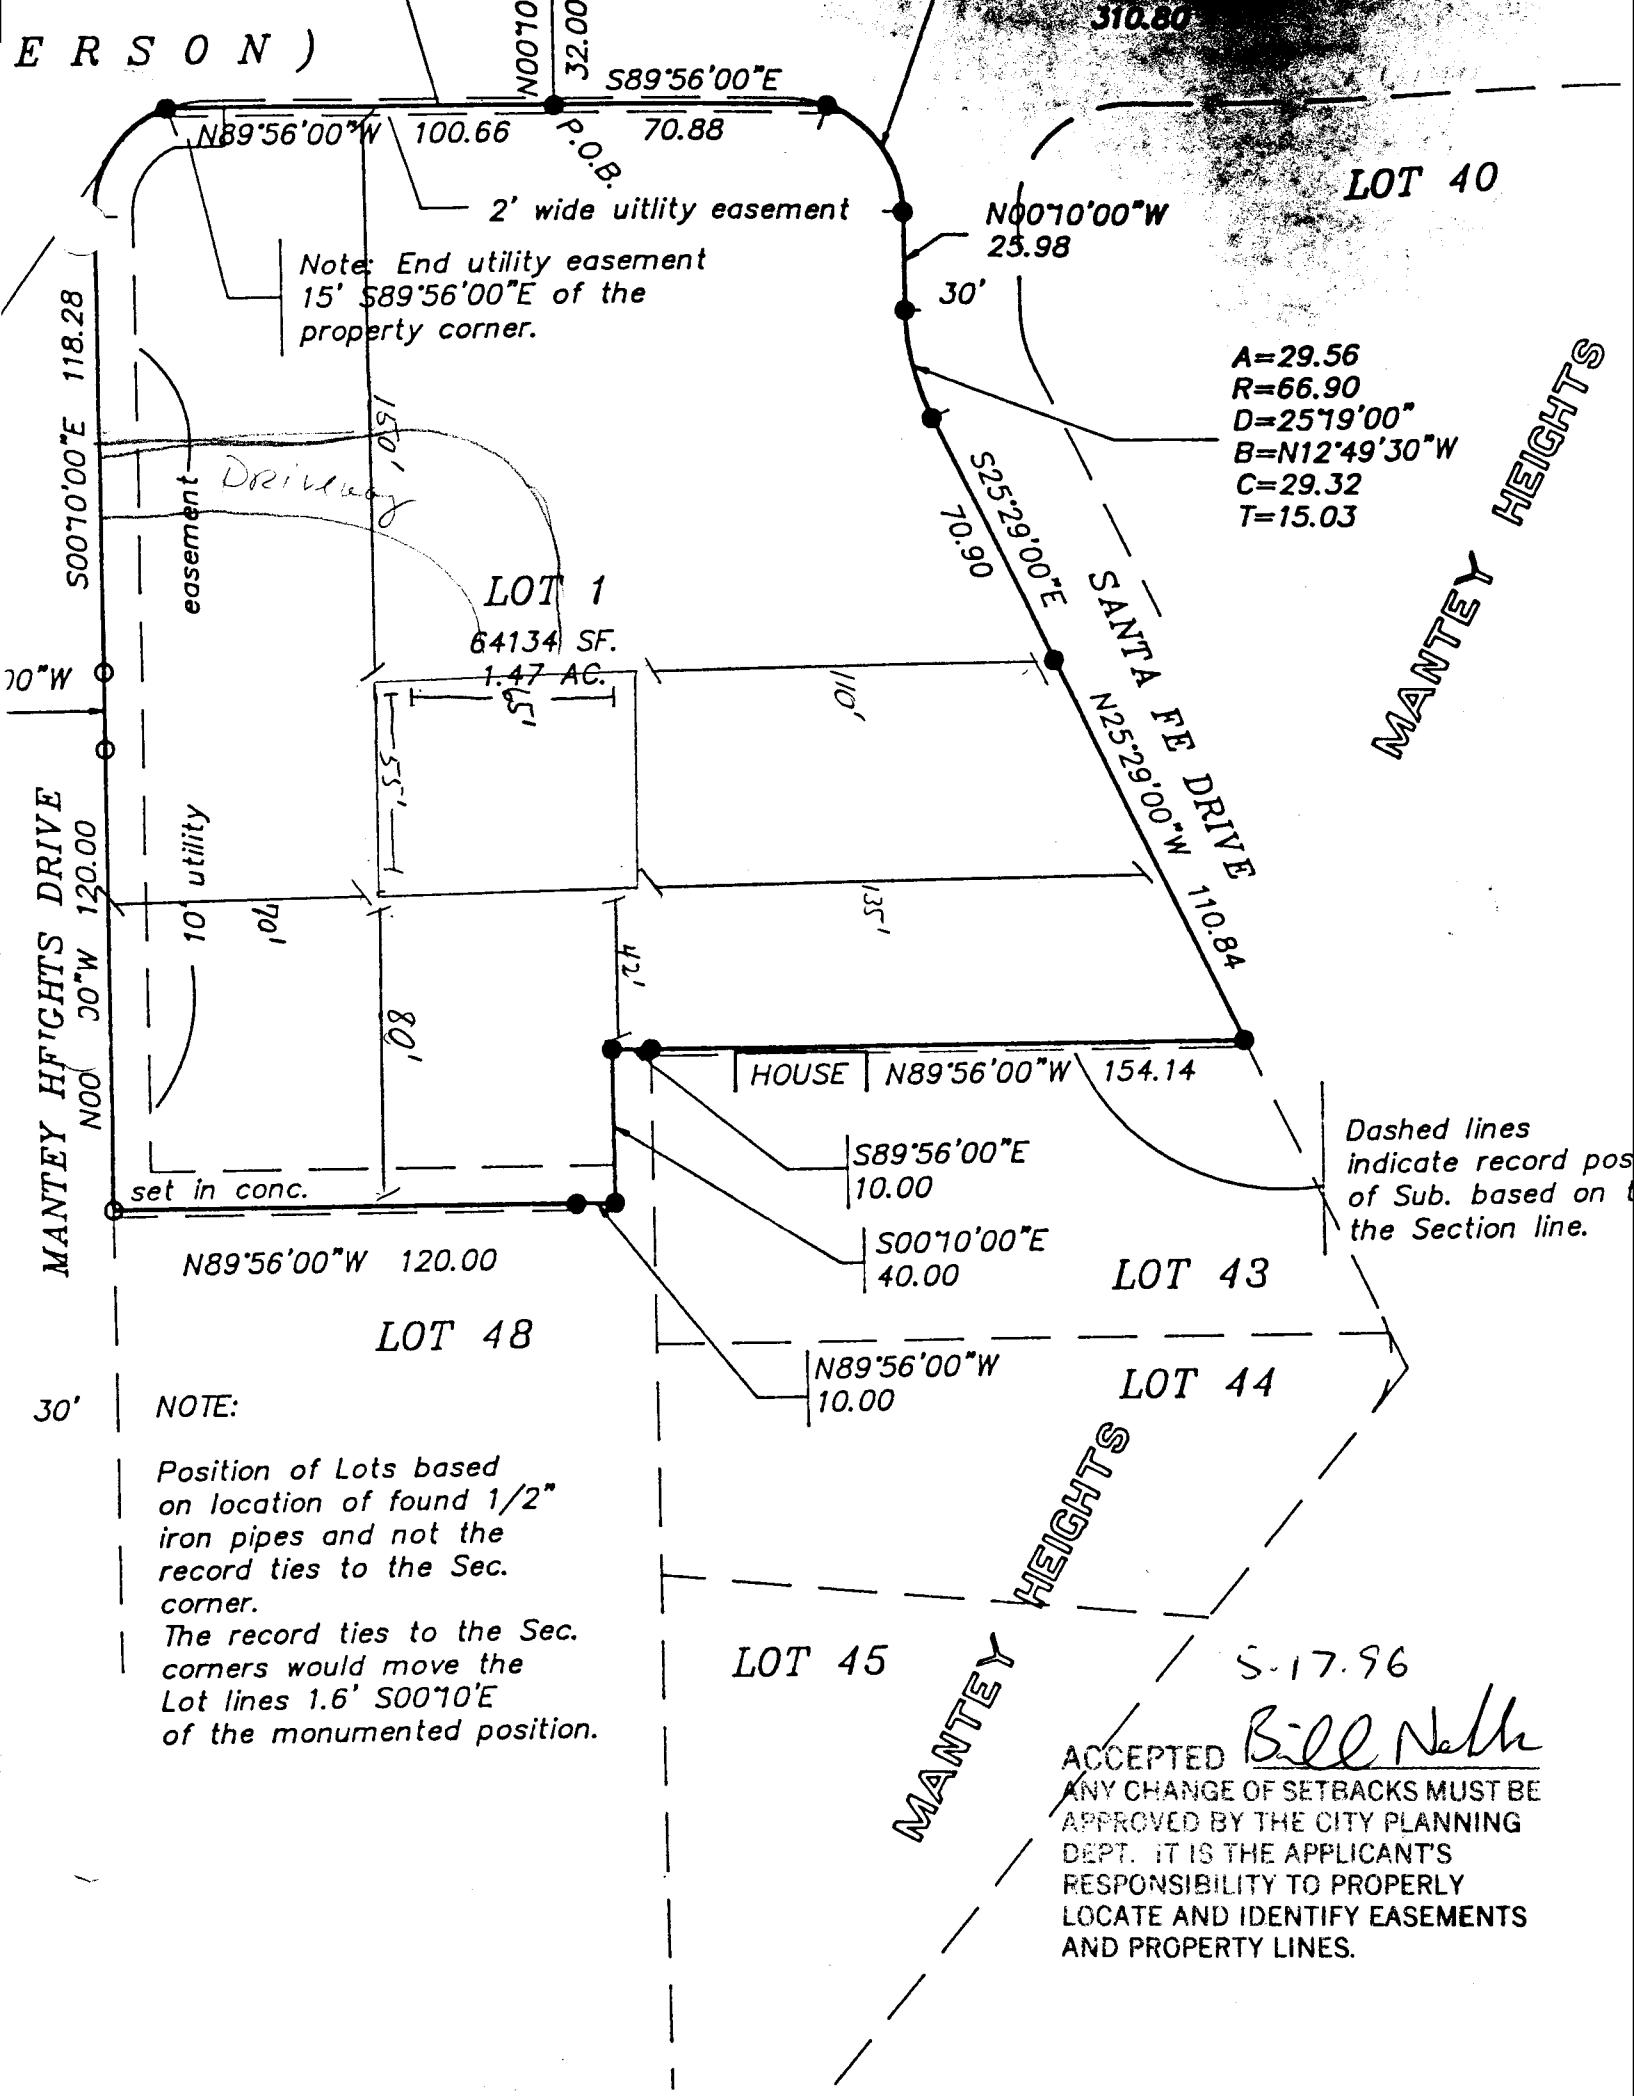 310.80
E R S O N )
N00°10
32.00
S89°56'00"E
N89°56'00"W 100.66
70.88
P.O.B.
LOT 40
2' wide uitlity easement
N00°10'00"W
25.98
Note: End utility easement
15' S89°56'00"E of the
property corner.
30'
S00°10'00"E 118.28
A=29.56
R=66.90
D=25°19'00"
B=N12°49'30"W
C=29.32
T=15.03
MANTEY HEIGHTS
150'
easement
Driveway
S25°29'00"E
70.90
LOT 1
64134 SF.
1.47 AC.
SANTA FE DRIVE
00"W
65'
110'
55'
N25°29'00"W 110.84
MANTEY HEIGHTS DRIVE
N00 00"W 120.00
10' utility
70'
135'
42'
80'
HOUSE
N89°56'00"W 154.14
S89°56'00"E
10.00
Dashed lines
indicate record pos
of Sub. based on t
the Section line.
set in conc.
S00°10'00"E
40.00
N89°56'00"W 120.00
LOT 43
LOT 48
N89°56'00"W
10.00
LOT 44
30'
NOTE:
Position of Lots based
on location of found 1/2"
iron pipes and not the
record ties to the Sec.
corner.
The record ties to the Sec.
corners would move the
Lot lines 1.6' S00°10'E
of the monumented position.
MANTEY HEIGHTS
LOT 45
5-17-96
ACCEPTED Bill Nebh
ANY CHANGE OF SETBACKS MUST BE
APPROVED BY THE CITY PLANNING
DEPT. IT IS THE APPLICANT'S
RESPONSIBILITY TO PROPERLY
LOCATE AND IDENTIFY EASEMENTS
AND PROPERTY LINES.